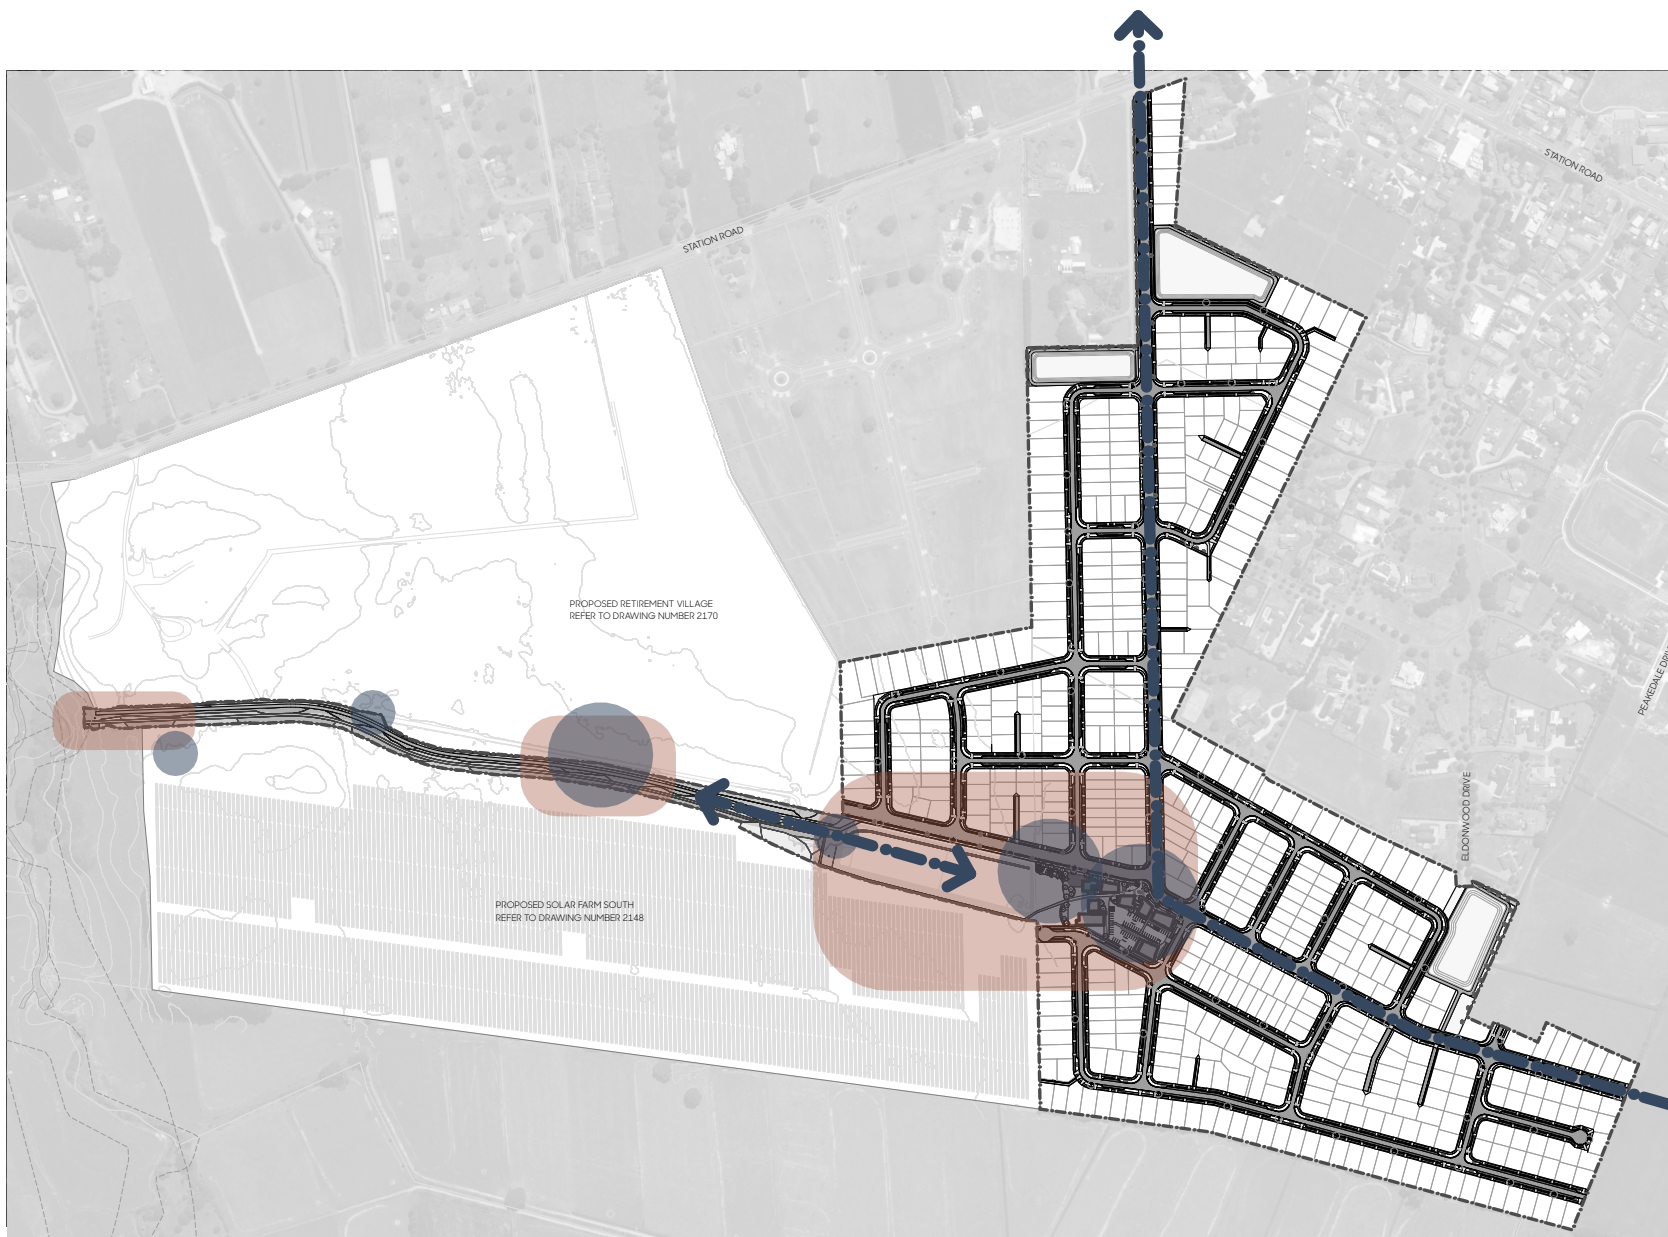 STATION ROAD
STATION ROAD
PROPOSED RETIREMENT VILLAGE
REFER TO DRAWING NUMBER 2170
ELDONWOOD DRIVE
PROPOSED SOLAR FARM SOUTH
REFER TO DRAWING NUMBER 2148